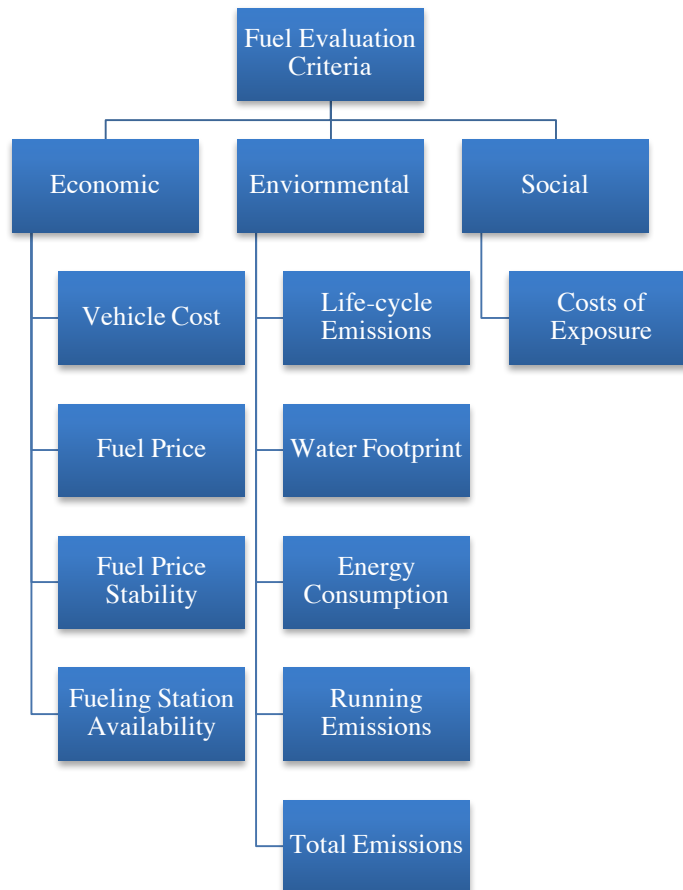 Fuel Evaluation
Criteria
Economic
Enviornmental
Social
Vehicle Cost
Life-cycle
Emissions
Costs of
Exposure
Fuel Price
Water Footprint
Fuel Price
Stability
Energy
Consumption
Fueling Station
Availability
Running
Emissions
Total Emissions